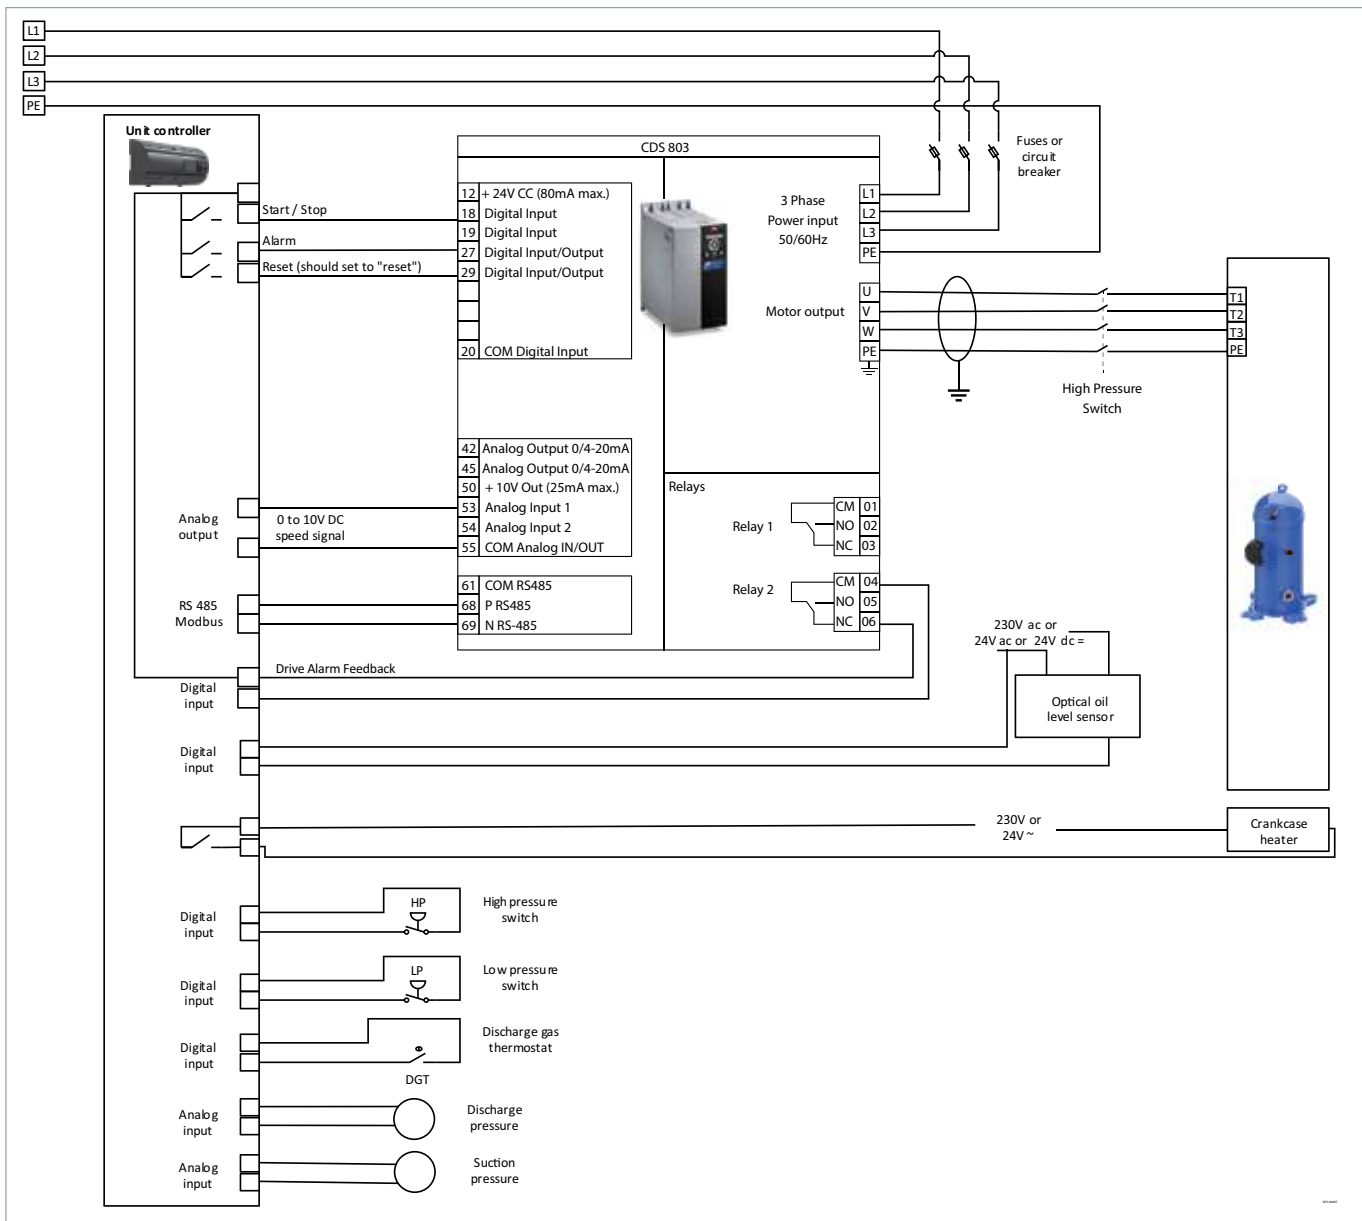 L1
L2
L3
PE
Unit controller
CDS 803
Fuses or
circuit
breaker
12 + 24V CC (80mA max.)
18 Digital Input
19 Digital Input
27 Digital Input/Output
29 Digital Input/Output
20 COM Digital Input
Start / Stop
Alarm
Reset (should set to "reset")
3 Phase
Power input
50/60Hz
L1
L2
L3
PE
Motor output
U
V
W
PE
High Pressure
Switch
T1
T2
T3
PE
42 Analog Output 0/4-20mA
45 Analog Output 0/4-20mA
50 + 10V Out (25mA max.)
53 Analog Input 1
54 Analog Input 2
55 COM Analog IN/OUT
Analog
output
0 to 10V DC
speed signal
Relays
Relay 1
CM 01
NO 02
NC 03
Relay 2
CM 04
NO 05
NC 06
61 COM RS485
68 P RS485
69 N RS-485
RS 485
Modbus
230V ac or
24V ac or 24V dc =
Optical oil
level sensor
Drive Alarm Feedback
Digital
input
Digital
input
230V or
24V ~
Crankcase
heater
Digital
input
HP
High pressure
switch
Digital
input
LP
Low pressure
switch
Digital
input
DGT
Discharge gas
thermostat
Analog
input
Discharge
pressure
Analog
input
Suction
pressure